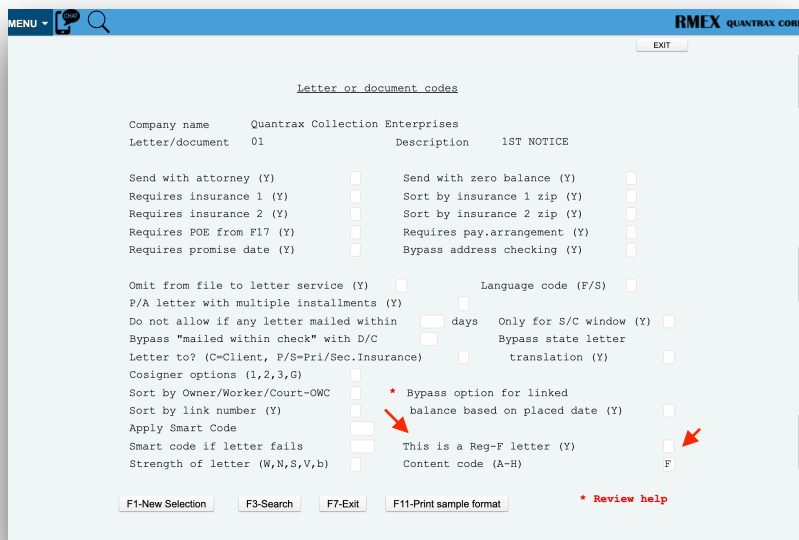 MENU CHAT RMEX QUANTRAX COR
EXIT
Letter or document codes
Company name Quantrax Collection Enterprises
Letter/document 01 Description 1ST NOTICE
Send with attorney (Y) Send with zero balance (Y)
Requires insurance 1 (Y) Sort by insurance 1 zip (Y)
Requires insurance 2 (Y) Sort by insurance 2 zip (Y)
Requires POE from F17 (Y) Requires pay.arrangement (Y)
Requires promise date (Y) Bypass address checking (Y)
Omit from file to letter service (Y) Language code (F/S)
P/A letter with multiple installments (Y)
Do not allow if any letter mailed within days Only for S/C window (Y)
Bypass "mailed within check" with D/C Bypass state letter
Letter to? (C=Client, P/S=Pri/Sec.Insurance) translation (Y)
Cosigner options (1,2,3,G)
Sort by Owner/Worker/Court-OWC * Bypass option for linked
Sort by link number (Y) balance based on placed date (Y)
Apply Smart Code
Smart code if letter fails This is a Reg-F letter (Y)
Strength of letter (W,N,S,V,b) Content code (A-H) F
F1-New Selection F3-Search F7-Exit F11-Print sample format * Review help